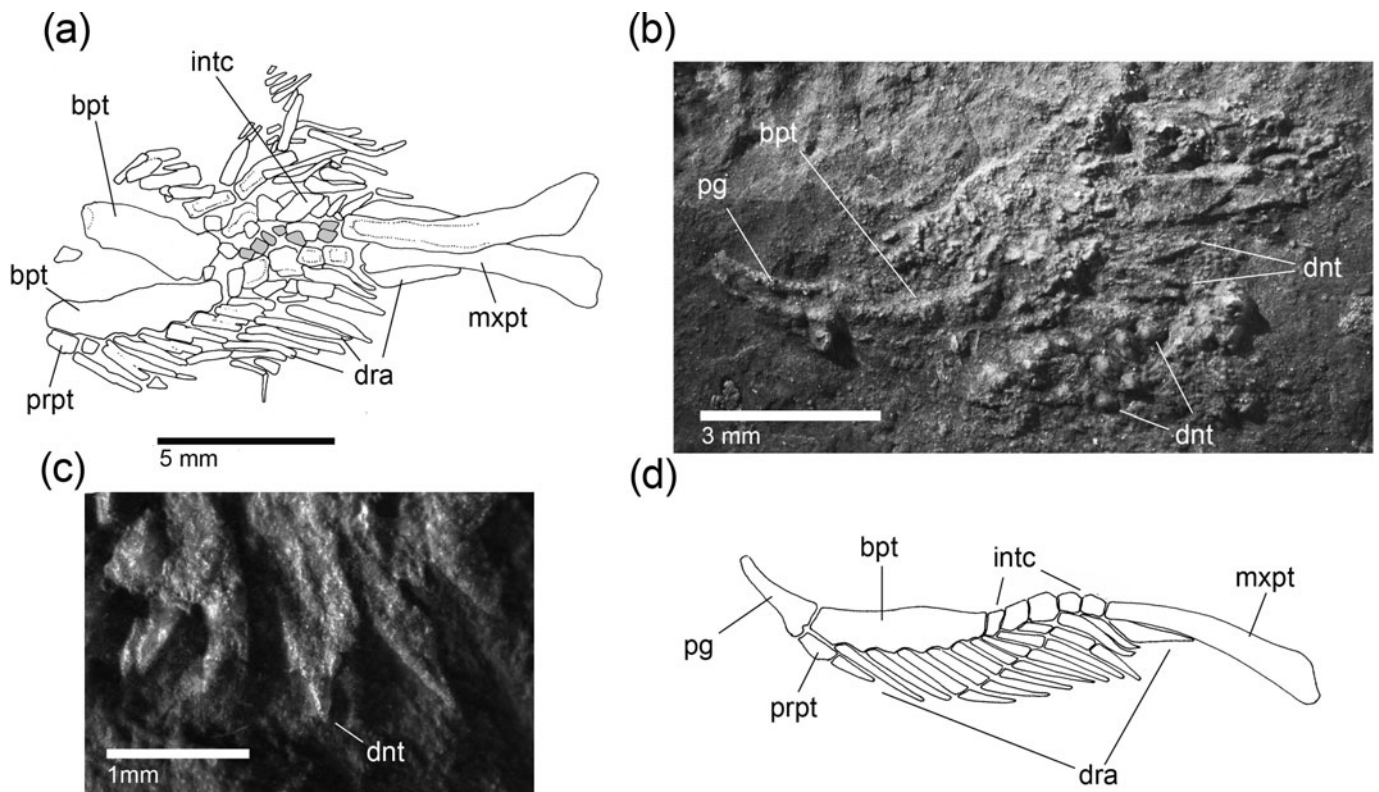 (a)
intc
bpt
bpt
prpt
dra
mxpt
5 mm
(b)
pg
bpt
dnt
dnt
3 mm
(c)
dnt
1mm
(d)
bpt
intc
mxpt
pg
prpt
dra